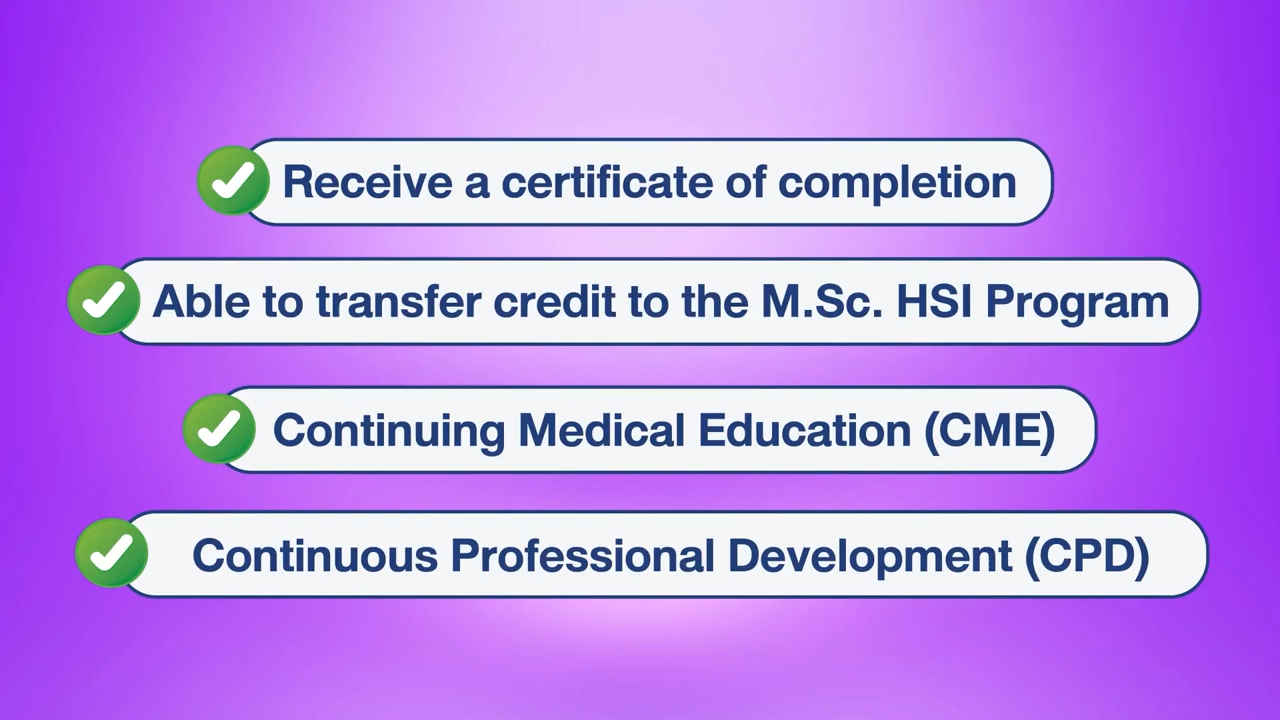 Receive a certificate of completion
Able to transfer credit to the M.Sc. HSI Program
Continuing Medical Education (CME)
Continuous Professional Development (CPD)